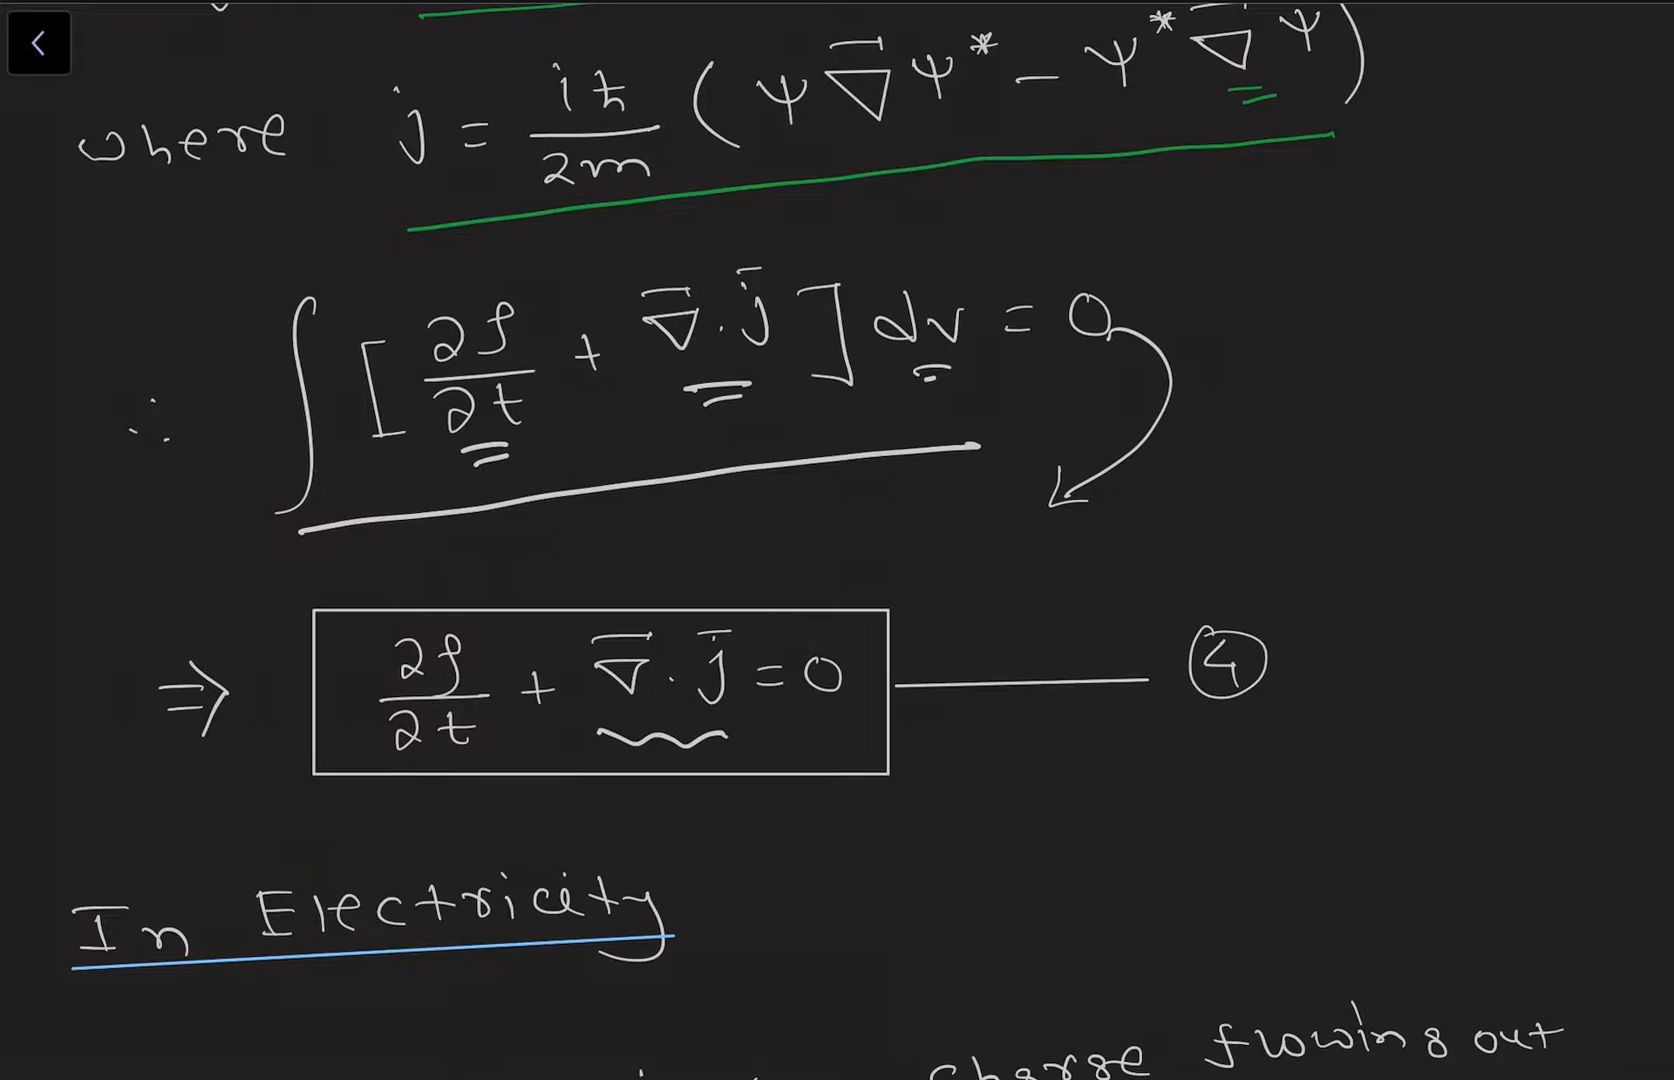 where j = iħ/2m (ψ ∇⃗ ψ* − ψ* ∇⃗ ψ)
∴ ∫ [ ∂ρ/∂t + ∇⃗ . j⃗ ] dv = 0
⇒ ∂ρ/∂t + ∇⃗ . j⃗ = 0 ——— ④
In Electricity
charge flowing out